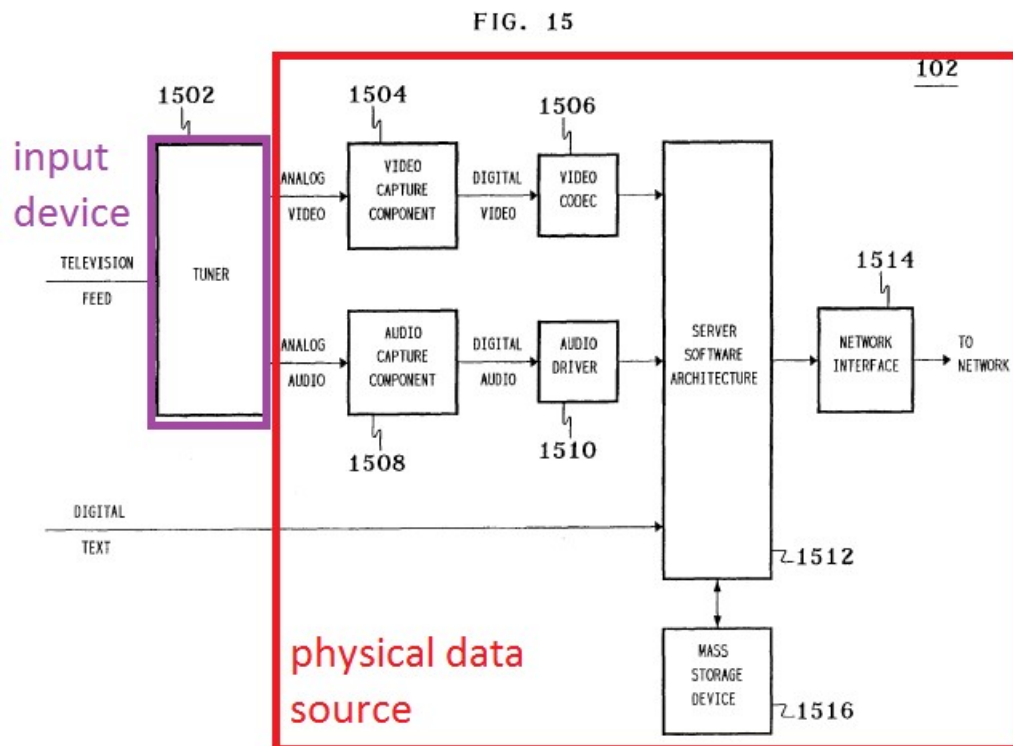 FIG. 15
102
1502
1504
1506
input
device
ANALOG
VIDEO
VIDEO
CAPTURE
COMPONENT
DIGITAL
VIDEO
VIDEO
CODEC
TELEVISION
FEED
TUNER
1514
ANALOG
AUDIO
AUDIO
CAPTURE
COMPONENT
DIGITAL
AUDIO
AUDIO
DRIVER
SERVER
SOFTWARE
ARCHITECTURE
NETWORK
INTERFACE
TO
NETWORK
1508
1510
DIGITAL
TEXT
1512
physical data
source
MASS
STORAGE
DEVICE
1516